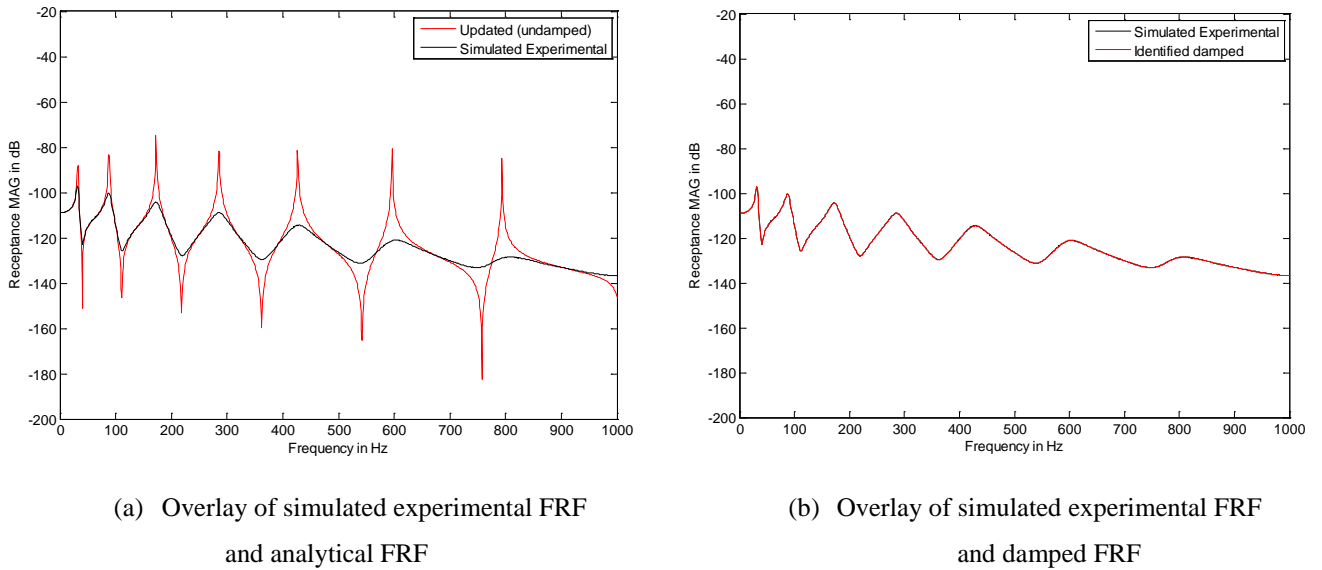 -20
-40
-60
-80
-100
-120
-140
-160
-180
-200
0 100 200 300 400 500 600 700 800 900 1000
Receptance MAG in dB
Frequency in Hz
Updated (undamped)
Simulated Experimental
(a) Overlay of simulated experimental FRF
and analytical FRF
-20
-40
-60
-80
-100
-120
-140
-160
-180
-200
0 100 200 300 400 500 600 700 800 900 1000
Receptance MAG in dB
Frequency in Hz
Simulated Experimental
Identified damped
(b) Overlay of simulated experimental FRF
and damped FRF